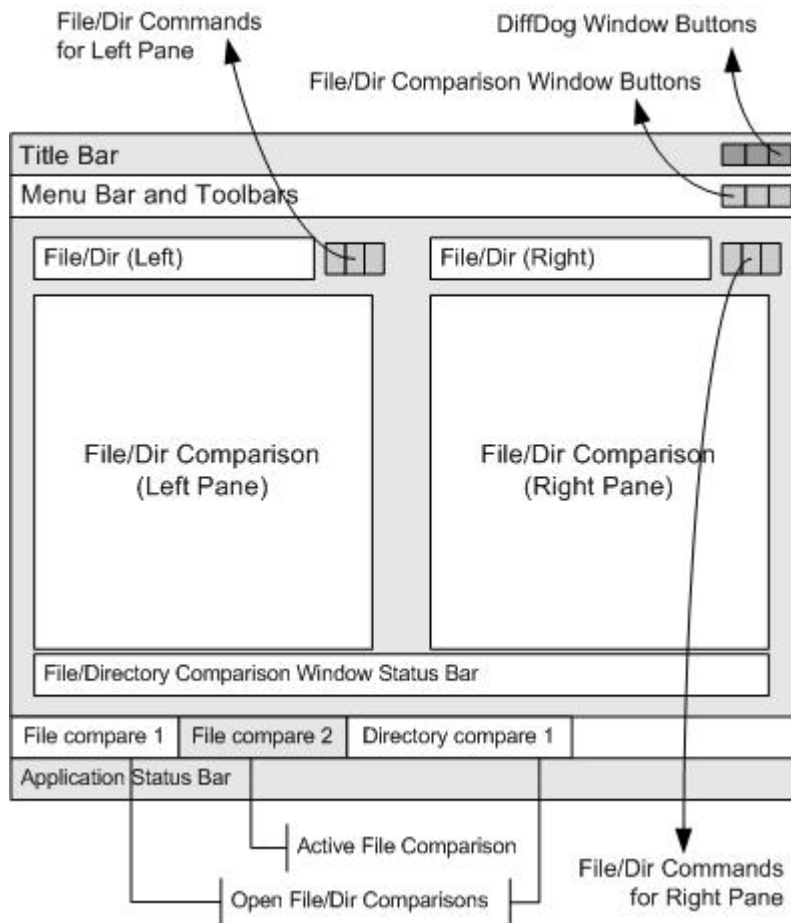 File/Dir Commands
for Left Pane
DiffDog Window Buttons
File/Dir Comparison Window Buttons
Title Bar
Menu Bar and Toolbars
File/Dir (Left)
File/Dir (Right)
File/Dir Comparison
(Left Pane)
File/Dir Comparison
(Right Pane)
File/Directory Comparison Window Status Bar
File compare 1
File compare 2
Directory compare 1
Application Status Bar
Active File Comparison
Open File/Dir Comparisons
File/Dir Commands
for Right Pane